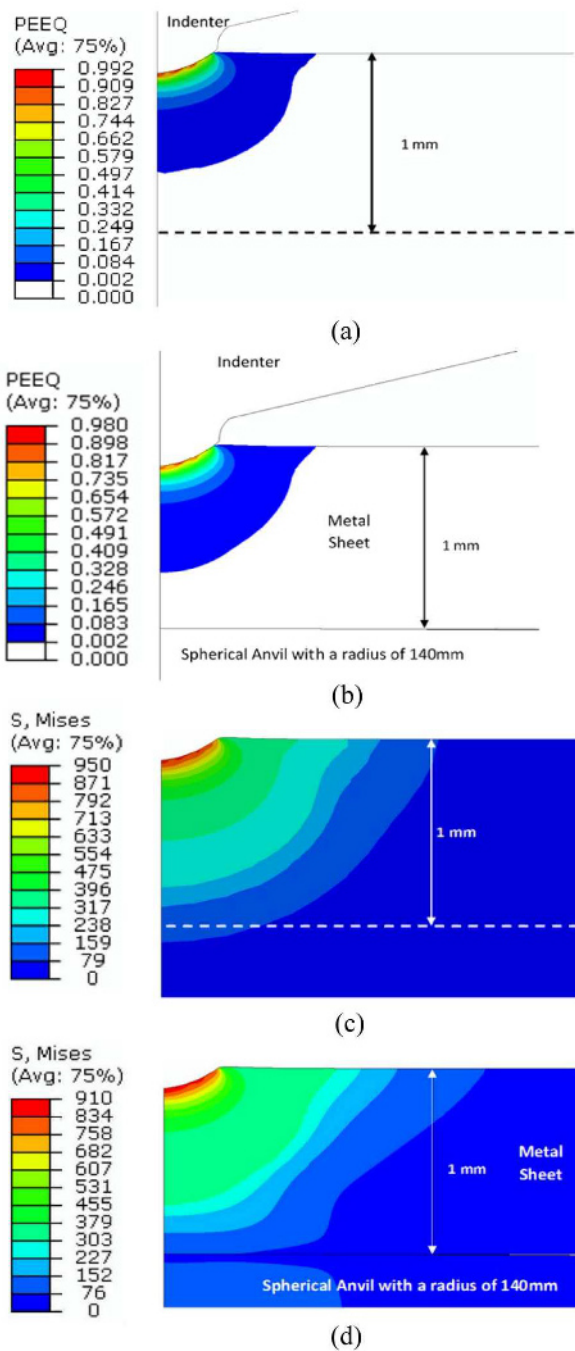 PEEQ
(Avg: 75%)
0.992
0.909
0.827
0.744
0.662
0.579
0.497
0.414
0.332
0.249
0.167
0.084
0.002
0.000
Indenter
1 mm
(a)
PEEQ
(Avg: 75%)
0.980
0.898
0.817
0.735
0.654
0.572
0.491
0.409
0.328
0.246
0.165
0.083
0.002
0.000
Indenter
Metal
Sheet
1 mm
Spherical Anvil with a radius of 140mm
(b)
S, Mises
(Avg: 75%)
950
871
792
713
633
554
475
396
317
238
159
79
0
1 mm
(c)
S, Mises
(Avg: 75%)
910
834
758
682
607
531
455
379
303
227
152
76
0
Metal
Sheet
1 mm
Spherical Anvil with a radius of 140mm
(d)